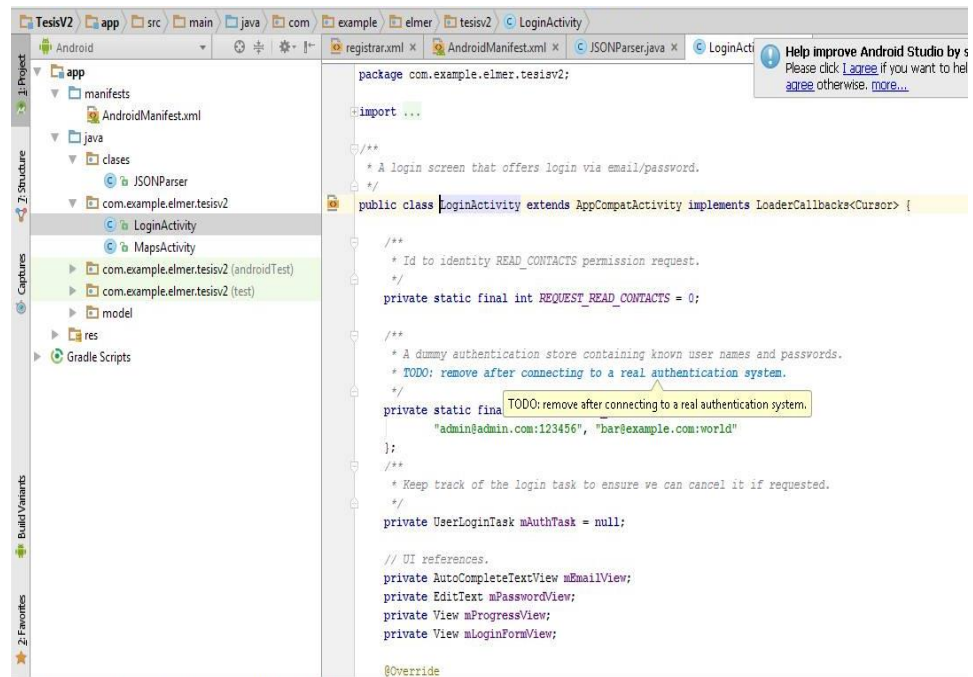 TesisV2 app src main java com example elmer tesisv2 LoginActivity
Android
registrar.xml AndroidManifest.xml JSONParser.java LoginActi
Help improve Android Studio by s
Please click I agree if you want to hel
agree otherwise. more...
1: Project
7: Structure
Captures
Build Variants
2: Favorites
app
manifests
AndroidManifest.xml
java
clases
JSONParser
com.example.elmer.tesisv2
LoginActivity
MapsActivity
com.example.elmer.tesisv2 (androidTest)
com.example.elmer.tesisv2 (test)
model
res
Gradle Scripts
package com.example.elmer.tesisv2;
import ...
/**
* A login screen that offers login via email/password.
*/
public class LoginActivity extends AppCompatActivity implements LoaderCallbacks<Cursor> {
/**
* Id to identity READ_CONTACTS permission request.
*/
private static final int REQUEST_READ_CONTACTS = 0;
/**
* A dummy authentication store containing known user names and passwords.
* TODO: remove after connecting to a real authentication system.
*/
TODO: remove after connecting to a real authentication system.
private static fina
"admin@admin.com:123456", "bar@example.com:world"
};
/**
* Keep track of the login task to ensure we can cancel it if requested.
*/
private UserLoginTask mAuthTask = null;
// UI references.
private AutoCompleteTextView mEmailView;
private EditText mPasswordView;
private View mProgressView;
private View mLoginFormView;
@Override